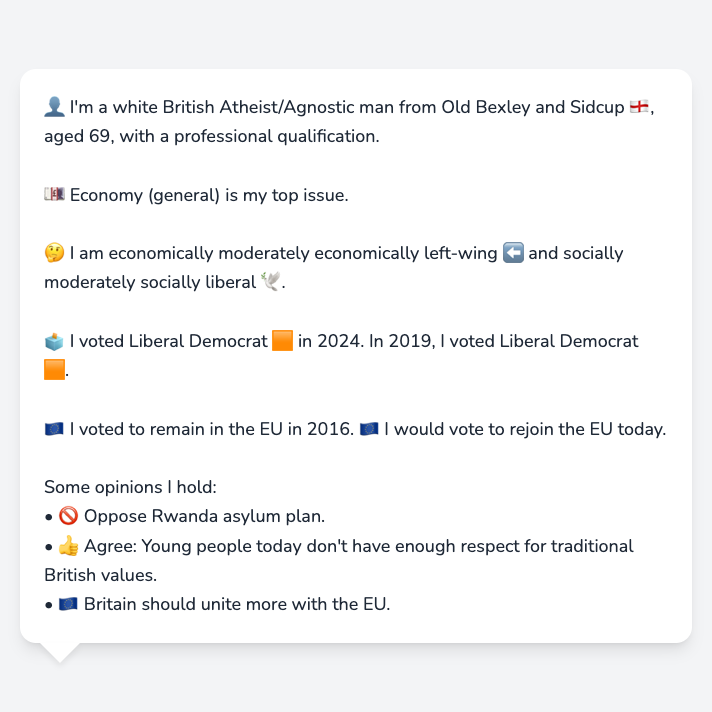 👤 I'm a white British Atheist/Agnostic man from Old Bexley and Sidcup 🏴󠁧󠁢󠁥󠁮󠁧󠁿,
aged 69, with a professional qualification.
💷 Economy (general) is my top issue.
🤔 I am economically moderately economically left-wing ⬅️ and socially
moderately socially liberal 🕊️.
🗳️ I voted Liberal Democrat 🟧 in 2024. In 2019, I voted Liberal Democrat
🟧.
🇪🇺 I voted to remain in the EU in 2016. 🇪🇺 I would vote to rejoin the EU today.
Some opinions I hold:
• 🚫 Oppose Rwanda asylum plan.
• 👍 Agree: Young people today don't have enough respect for traditional
British values.
• 🇪🇺 Britain should unite more with the EU.